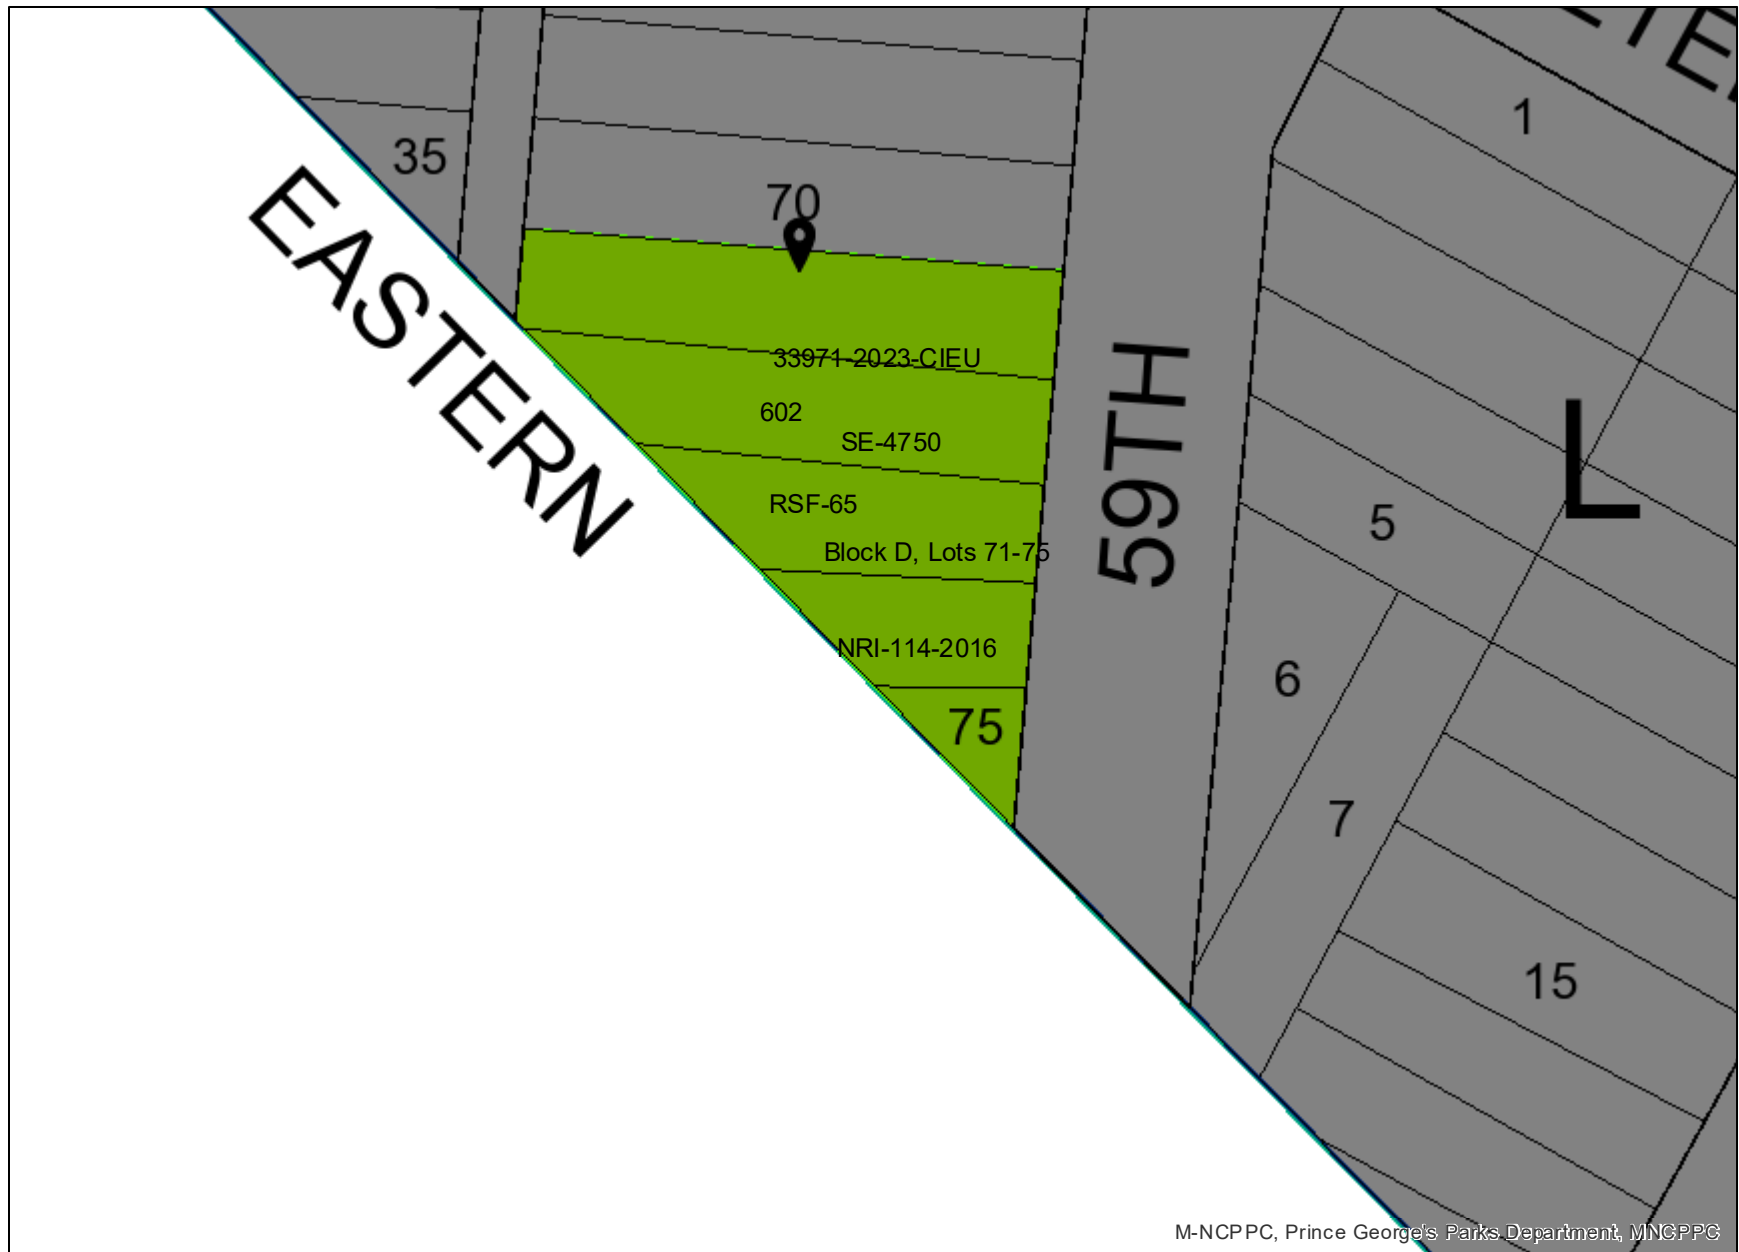 1
35
70
EASTERN
33971-2023-CIEU
602
SE-4750
RSF-65
Block D, Lots 71-75
NRI-114-2016
75
59TH
L
5
6
7
15
M-NCPPC, Prince George's Parks Department, MNCPPC